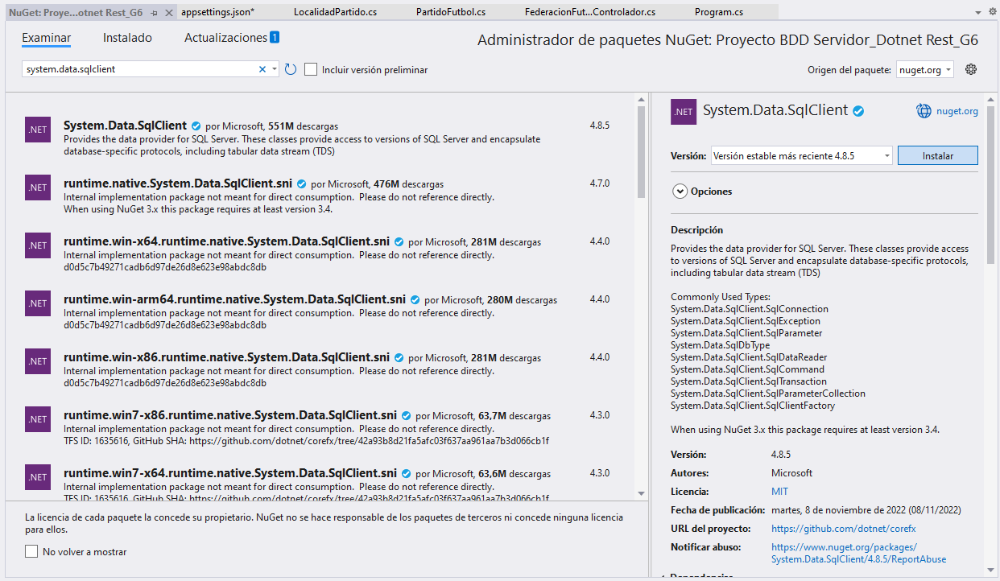 NuGet: Proye...otnet Rest_G6
appsettings.json*
LocalidadPartido.cs
PartidoFutbol.cs
FederacionFut...Controlador.cs
Program.cs
Examinar
Instalado
Actualizaciones 1
Administrador de paquetes NuGet: Proyecto BDD Servidor_Dotnet Rest_G6
system.data.sqlclient
Incluir versión preliminar
Origen del paquete: nuget.org
.NET
System.Data.SqlClient por Microsoft, 551M descargas
4.8.5
Provides the data provider for SQL Server. These classes provide access to versions of SQL Server and encapsulate
database-specific protocols, including tabular data stream (TDS)
.NET
runtime.native.System.Data.SqlClient.sni por Microsoft, 476M descargas
4.7.0
Internal implementation package not meant for direct consumption.  Please do not reference directly.
When using NuGet 3.x this package requires at least version 3.4.
.NET
runtime.win-x64.runtime.native.System.Data.SqlClient.sni por Microsoft, 281M descargas
4.4.0
Internal implementation package not meant for direct consumption.  Please do not reference directly.
d0d5c7b49271cadb6d97de26d8e623e98abdc8db
.NET
runtime.win-arm64.runtime.native.System.Data.SqlClient.sni por Microsoft, 280M descargas
4.4.0
Internal implementation package not meant for direct consumption.  Please do not reference directly.
d0d5c7b49271cadb6d97de26d8e623e98abdc8db
.NET
runtime.win-x86.runtime.native.System.Data.SqlClient.sni por Microsoft, 281M descargas
4.4.0
Internal implementation package not meant for direct consumption.  Please do not reference directly.
d0d5c7b49271cadb6d97de26d8e623e98abdc8db
.NET
runtime.win7-x86.runtime.native.System.Data.SqlClient.sni por Microsoft, 63,7M descargas
4.3.0
Internal implementation package not meant for direct consumption.  Please do not reference directly.
TFS ID: 1635616, GitHub SHA: https://github.com/dotnet/corefx/tree/42a93b8d21fa5afc03f637aa961aa7b3d066cb1f
.NET
runtime.win7-x64.runtime.native.System.Data.SqlClient.sni por Microsoft, 63,6M descargas
4.3.0
Internal implementation package not meant for direct consumption.  Please do not reference directly.
TFS ID: 1635616, GitHub SHA: https://github.com/dotnet/corefx/tree/42a93b8d21fa5afc03f637aa961aa7b3d066cb1f
La licencia de cada paquete la concede su propietario. NuGet no se hace responsable de los paquetes de terceros ni concede ninguna licencia
para ellos.
No volver a mostrar
.NET
System.Data.SqlClient
nuget.org
Versión: Versión estable más reciente 4.8.5
Instalar
Opciones
Descripción
Provides the data provider for SQL Server. These classes provide access
to versions of SQL Server and encapsulate database-specific protocols,
including tabular data stream (TDS)
Commonly Used Types:
System.Data.SqlClient.SqlConnection
System.Data.SqlClient.SqlException
System.Data.SqlClient.SqlParameter
System.Data.SqlDbType
System.Data.SqlClient.SqlDataReader
System.Data.SqlClient.SqlCommand
System.Data.SqlClient.SqlTransaction
System.Data.SqlClient.SqlParameterCollection
System.Data.SqlClient.SqlClientFactory
When using NuGet 3.x this package requires at least version 3.4.
Versión: 4.8.5
Autores: Microsoft
Licencia: MIT
Fecha de publicación: martes, 8 de noviembre de 2022 (08/11/2022)
URL del proyecto: https://github.com/dotnet/corefx
Notificar abuso: https://www.nuget.org/packages/
System.Data.SqlClient/4.8.5/ReportAbuse
Dependencias